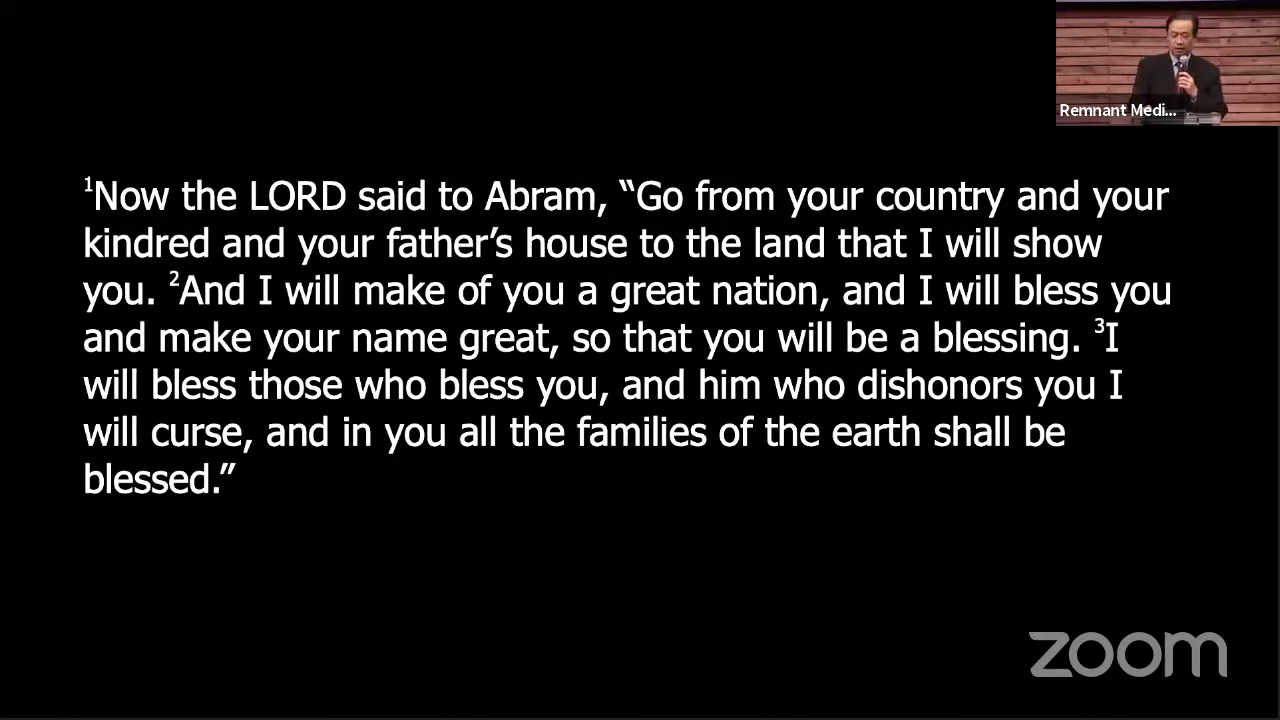 Remnant Medi...
¹Now the LORD said to Abram, “Go from your country and your
kindred and your father’s house to the land that I will show
you. ²And I will make of you a great nation, and I will bless you
and make your name great, so that you will be a blessing. ³I
will bless those who bless you, and him who dishonors you I
will curse, and in you all the families of the earth shall be
blessed.”
zoom